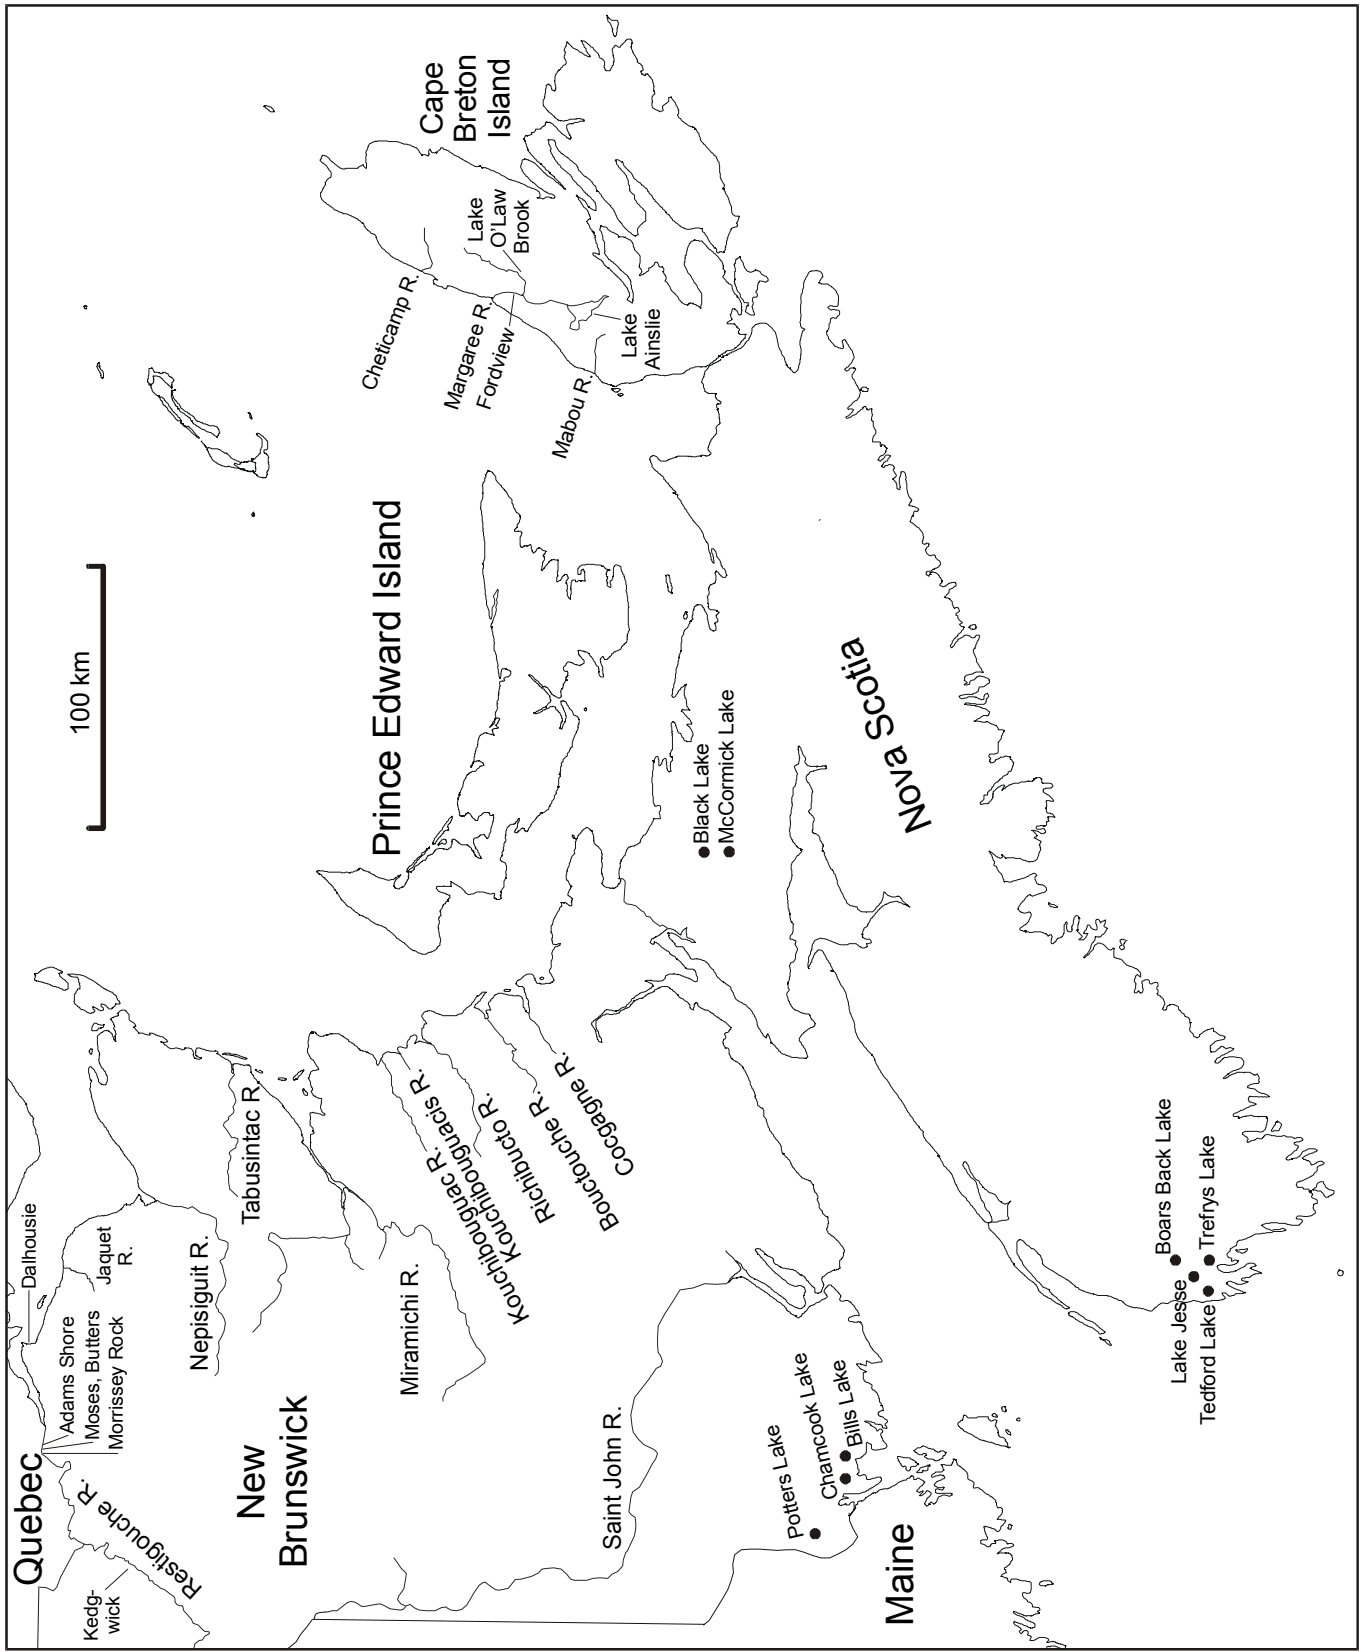 Quebec
Dalhousie
Adams Shore
Moses, Butters
Morrissey Rock
Jaquet
R.
Restigouche R.
Kedg-
wick
Nepisiguit R.
Tabusintac R.
New
Brunswick
Miramichi R.
Kouchibouguac R.
Kouchibouguacis R.
Richibucto R.
Bouctouche R.
Cocgagne R.
Saint John R.
Potters Lake
Chamcook Lake
Bills Lake
Maine
100 km
Prince Edward Island
Cape
Breton
Island
Cheticamp R.
Margaree R.
Fordview
Lake
O'Law
Brook
Mabou R.
Lake
Ainslie
Black Lake
McCormick Lake
Nova Scotia
Boars Back Lake
Lake Jesse
Trefrys Lake
Tedford Lake